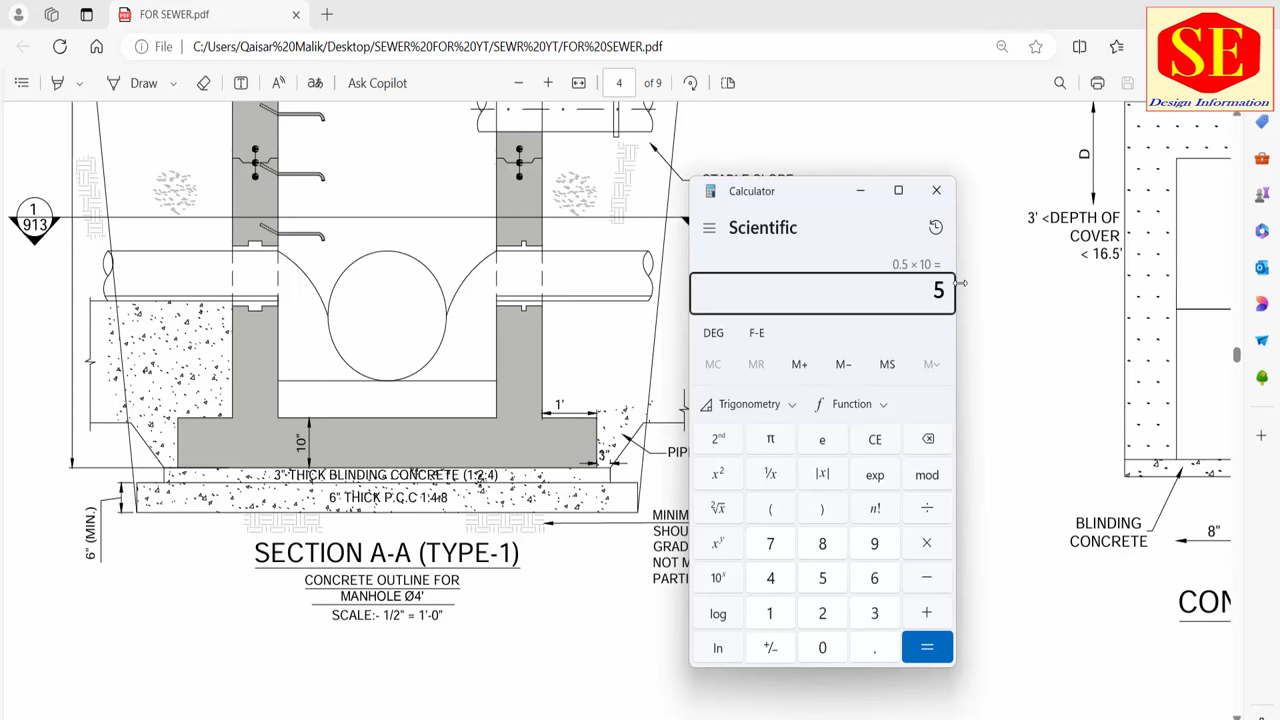 FOR SEWER.pdf
File
C:/Users/Qaisar%20Malik/Desktop/SEWER%20FOR%20YT/SEWR%20YT/FOR%20SEWER.pdf
SE
Design Information
Draw
aあ
Ask Copilot
4
of 9
1
913
STABLE SLOPE
D
3' <DEPTH OF
COVER
< 16.5'
Calculator
Scientific
0.5 × 10 =
5
DEG
F-E
MC
MR
M+
M−
MS
M
Trigonometry
f
Function
2nd
π
e
CE
x²
¹/x
|x|
exp
mod
²√x
(
)
n!
÷
xʸ
7
8
9
×
10ˣ
4
5
6
−
log
1
2
3
+
ln
+/−
0
.
=
1'
10"
3"
3" THICK BLINDING CONCRETE (1:2:4)
6" THICK P.C.C 1:4:8
6" (MIN.)
SECTION A-A (TYPE-1)
CONCRETE OUTLINE FOR
MANHOLE Ø4'
SCALE:- 1/2" = 1'-0"
PIP
MINIM
SHOU
GRAD
NOT M
PARTI
BLINDING
CONCRETE
8"
CON